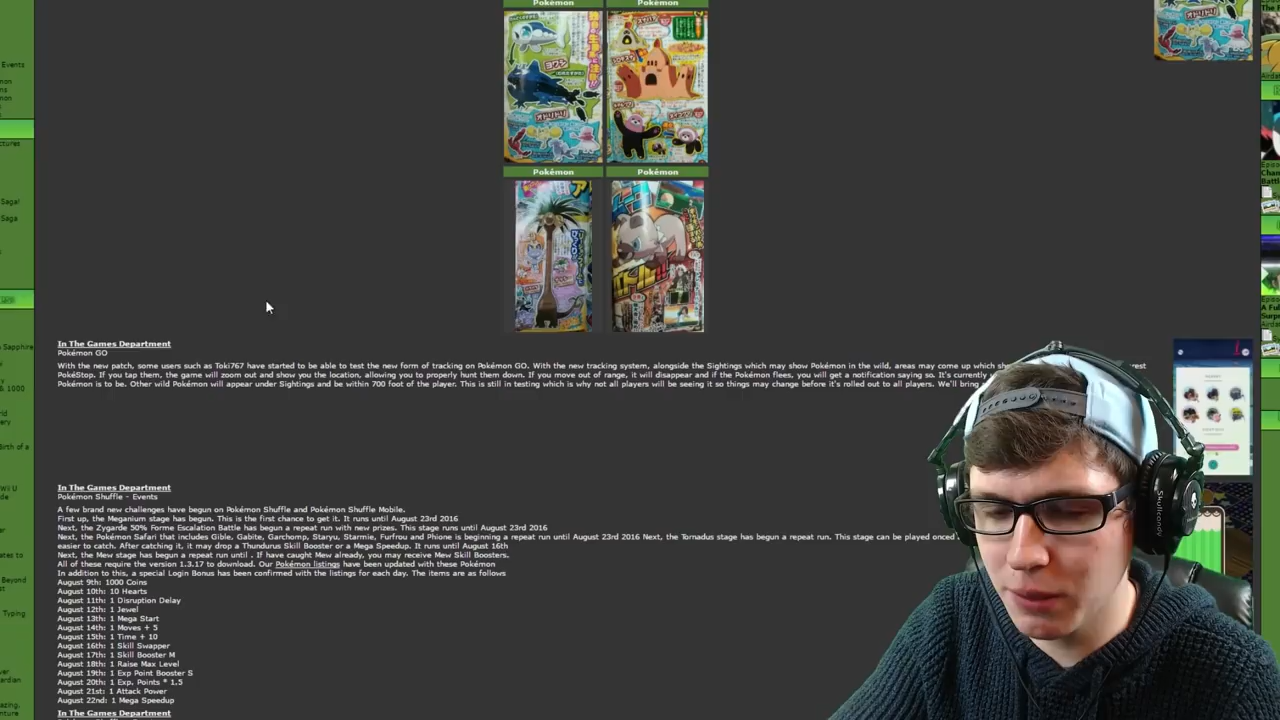 Pokémon
Pokémon
ヨワシ
Pokémon
Pokémon
In The Games Department
Pokémon GO
With the new patch, some users such as Toki767 have started to be able to test the new form of tracking on Pokémon GO. With the new tracking system, alongside the Sightings which may show Pokémon in the wild, areas may come up which
PokéStop. If you tap them, the game will zoom out and show you the location, allowing you to properly hunt them down. If you move out of range, it will disappear and if the Pokémon flees, you will get a notification saying so. It's currently
Pokémon is to be. Other wild Pokémon will appear under Sightings and be within 700 foot of the player. This is still in testing which is why not all players will be seeing it so things may change before it's rolled out to all players. We'll bring
In The Games Department
Pokémon Shuffle - Events
A few brand new challenges have begun on Pokémon Shuffle and Pokémon Shuffle Mobile.
First up, the Meganium stage has begun. This is the first chance to get it. It runs until August 23rd 2016
Next, the Zygarde 50% Forme Escalation Battle has begun a repeat run with new prizes. This stage runs until August 23rd 2016
Next, the Pokémon Safari that includes Gible, Gabite, Garchomp, Staryu, Starmie, Furfrou and Phione is beginning a repeat run until August 23rd 2016 Next, the Tornadus stage has begun a repeat run. This stage can be played onced
easier to catch. After catching it, it may drop a Thundurus Skill Booster or a Mega Speedup. It runs until August 16th
Next, the Mew stage has begun a repeat run until . If have caught Mew already, you may receive Mew Skill Boosters.
All of these require the version 1.3.17 to download. Our Pokémon listings have been updated with these Pokémon
In addition to this, a special Login Bonus has been confirmed with the listings for each day. The items are as follows
August 9th: 1000 Coins
August 10th: 10 Hearts
August 11th: 1 Disruption Delay
August 12th: 1 Jewel
August 13th: 1 Mega Start
August 14th: 1 Moves + 5
August 15th: 1 Time + 10
August 16th: 1 Skill Swapper
August 17th: 1 Skill Booster M
August 18th: 1 Raise Max Level
August 19th: 1 Exp Point Booster S
August 20th: 1 Exp. Points * 1.5
August 21st: 1 Attack Power
August 22nd: 1 Mega Speedup
In The Games Department
Events
Saga!
Saga
Sapphire
Birth of a
Wii U
Beyond
Typing
Skullcandy